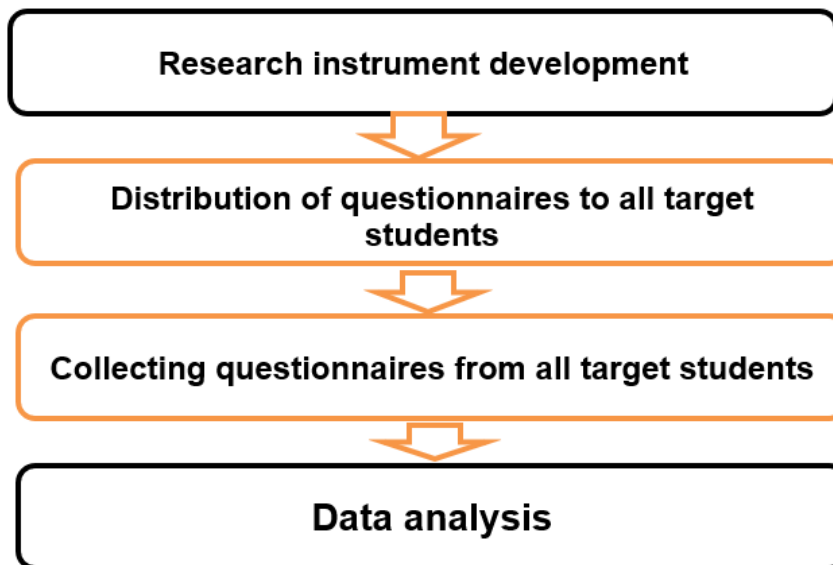 Research instrument development
Distribution of questionnaires to all target
students
Collecting questionnaires from all target students
Data analysis